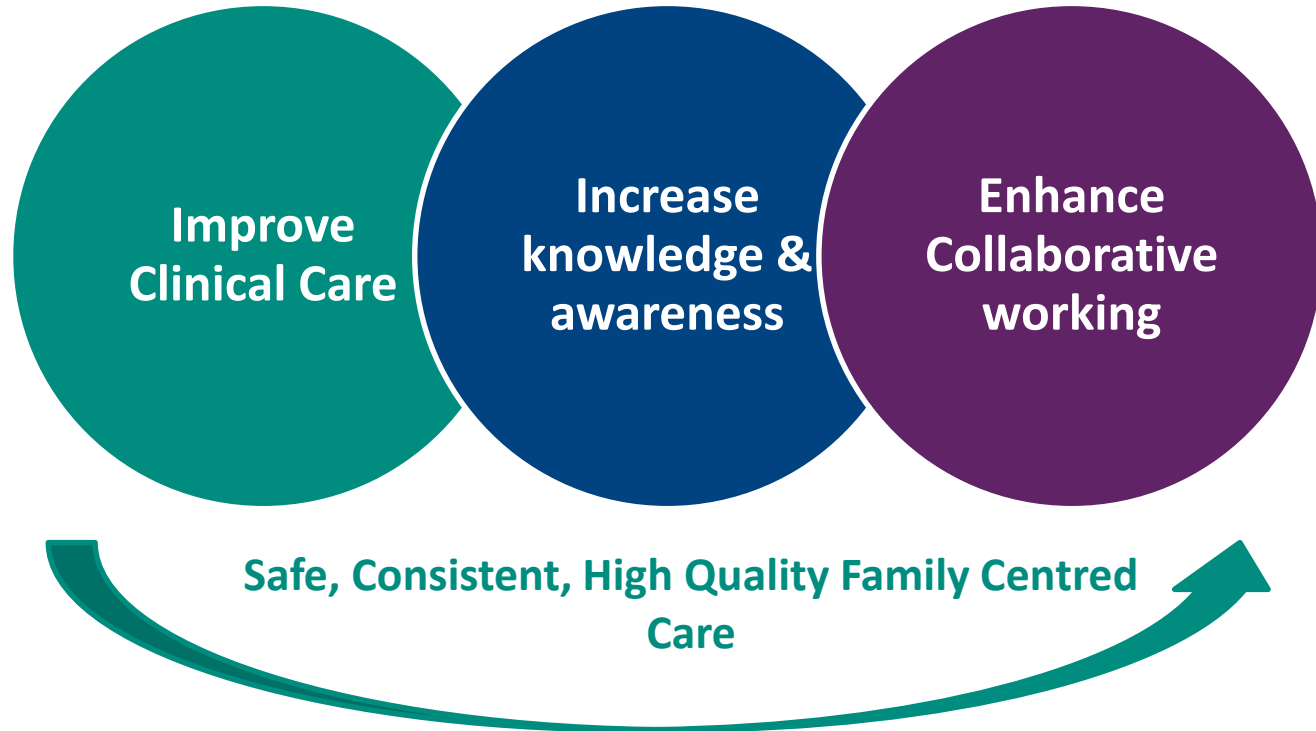 Improve
Clinical Care
Increase
knowledge &
awareness
Enhance
Collaborative
working
Safe, Consistent, High Quality Family Centred
Care